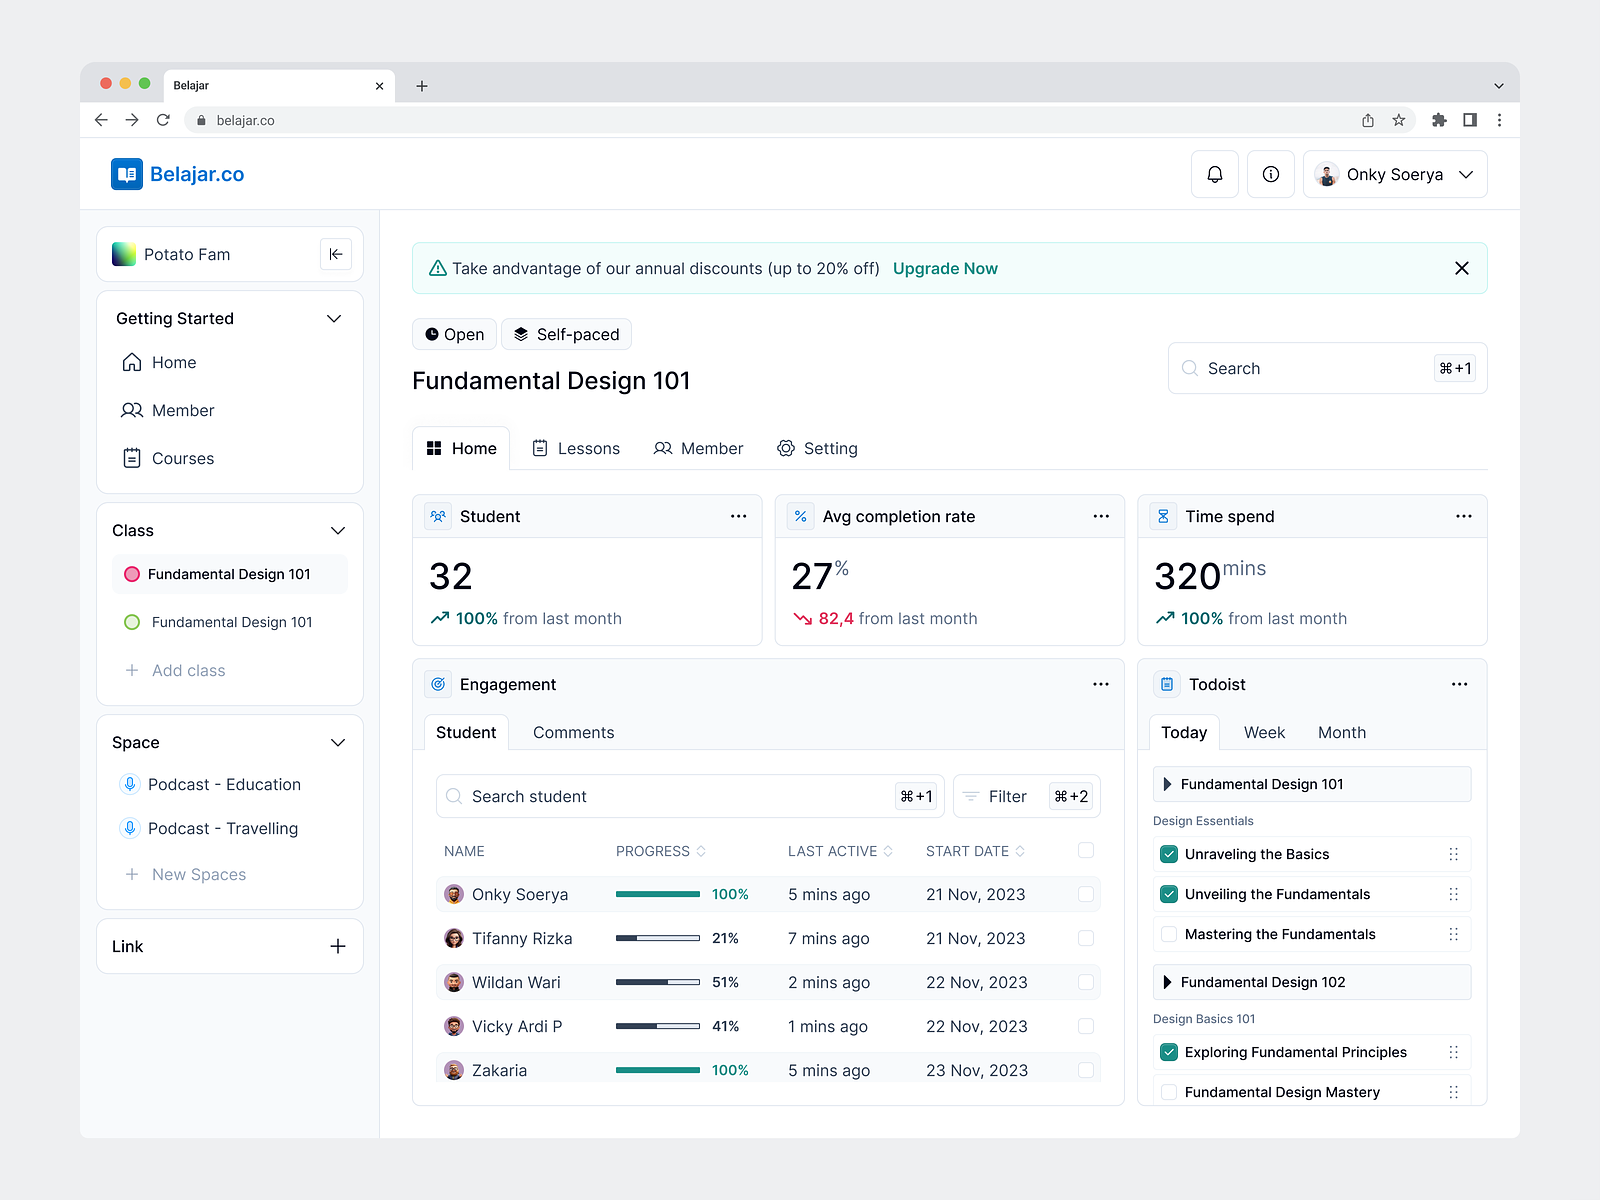 Belajar
belajar.co
Belajar.co
Onky Soerya
Potato Fam
Getting Started
Home
Member
Courses
Class
Fundamental Design 101
Fundamental Design 101
Add class
Space
Podcast - Education
Podcast - Travelling
New Spaces
Link
Take andvantage of our annual discounts (up to 20% off) Upgrade Now
Open Self-paced
Fundamental Design 101
Search ⌘+1
Home Lessons Member Setting
Student
32
100% from last month
Avg completion rate
27%
82,4 from last month
Time spend
320 mins
100% from last month
Engagement
Student Comments
Search student ⌘+1 Filter ⌘+2
NAME PROGRESS LAST ACTIVE START DATE
Onky Soerya 100% 5 mins ago 21 Nov, 2023
Tifanny Rizka 21% 7 mins ago 21 Nov, 2023
Wildan Wari 51% 2 mins ago 22 Nov, 2023
Vicky Ardi P 41% 1 mins ago 22 Nov, 2023
Zakaria 100% 5 mins ago 23 Nov, 2023
Todoist
Today Week Month
Fundamental Design 101
Design Essentials
Unraveling the Basics
Unveiling the Fundamentals
Mastering the Fundamentals
Fundamental Design 102
Design Basics 101
Exploring Fundamental Principles
Fundamental Design Mastery